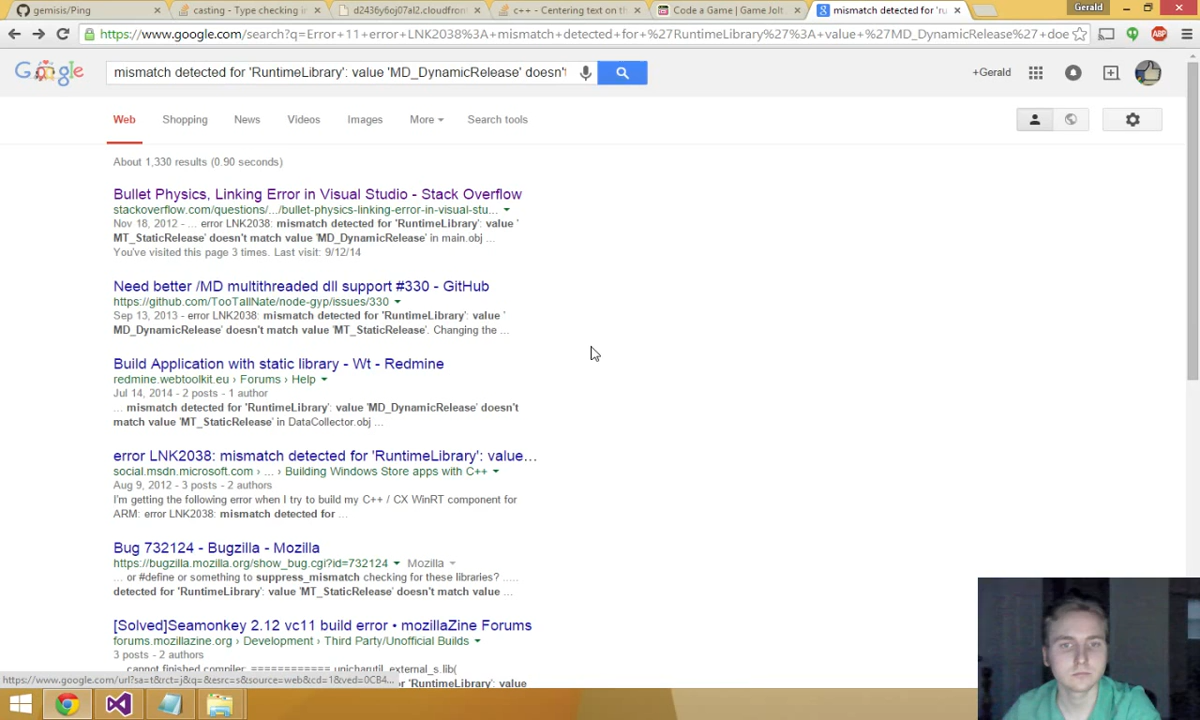 gemisis/Ping
casting - Type checking in
d2436y6oj07al2.cloudfron
c++ - Centering text on th
Code a Game | Game Jolt
mismatch detected for 'ru
Gerald
https://www.google.com/search?q=Error+11+error+LNK2038%3A+mismatch+detected+for+%27RuntimeLibrary%27%3A+value+%27MD_DynamicRelease%27+doe
Google
mismatch detected for 'RuntimeLibrary': value 'MD_DynamicRelease' doesn't
+Gerald
Web
Shopping
News
Videos
Images
More
Search tools
About 1,330 results (0.90 seconds)
Bullet Physics, Linking Error in Visual Studio - Stack Overflow
stackoverflow.com/questions/.../bullet-physics-linking-error-in-visual-stu...
Nov 18, 2012 - ... error LNK2038: mismatch detected for 'RuntimeLibrary': value '
MT_StaticRelease' doesn't match value 'MD_DynamicRelease' in main.obj ...
You've visited this page 3 times. Last visit: 9/12/14
Need better /MD multithreaded dll support #330 - GitHub
https://github.com/TooTallNate/node-gyp/issues/330
Sep 13, 2013 - error LNK2038: mismatch detected for 'RuntimeLibrary': value '
MD_DynamicRelease' doesn't match value 'MT_StaticRelease'. Changing the ...
Build Application with static library - Wt - Redmine
redmine.webtoolkit.eu › Forums › Help
Jul 14, 2014 - 2 posts - 1 author
... mismatch detected for 'RuntimeLibrary': value 'MD_DynamicRelease' doesn't
match value 'MT_StaticRelease' in DataCollector.obj ...
error LNK2038: mismatch detected for 'RuntimeLibrary': value...
social.msdn.microsoft.com › ... › Building Windows Store apps with C++
Aug 9, 2012 - 3 posts - 2 authors
I'm getting the following error when I try to build my C++ / CX WinRT component for
ARM: error LNK2038: mismatch detected for ...
Bug 732124 - Bugzilla - Mozilla
https://bugzilla.mozilla.org/show_bug.cgi?id=732124
Mozilla
... or #define or something to suppress_mismatch checking for these libraries? .....
detected for 'RuntimeLibrary': value 'MT_StaticRelease' doesn't match value ...
[Solved]Seamonkey 2.12 vc11 build error • mozillaZine Forums
forums.mozillazine.org › Development › Third Party/Unofficial Builds
3 posts - 2 authors
cannot finished compiler: ============ unicharutil_external_s.lib(
https://www.google.com/url?sa=t&rct=j&q=&esrc=s&source=web&cd=1&ved=0CB4...
r 'RuntimeLibrary': value '
ABP